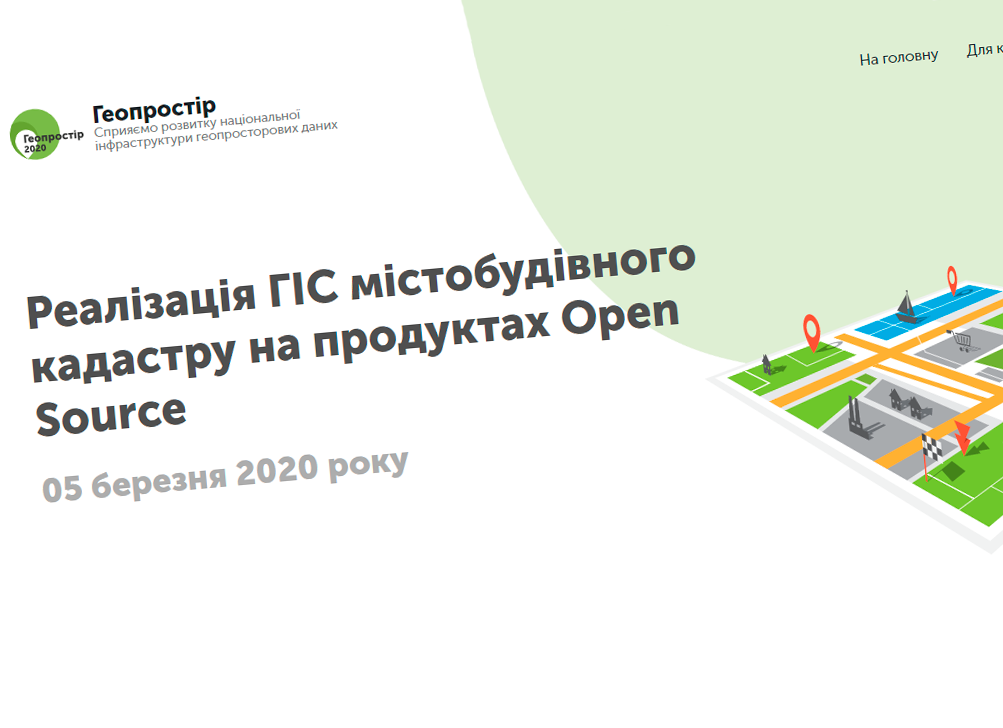 На головну
Для к
Геопростір
Сприяємо розвитку національної
інфраструктури геопросторових даних
Геопростір
2020
Реалізація ГІС містобудівного
кадастру на продуктах Open
Source
05 березня 2020 року